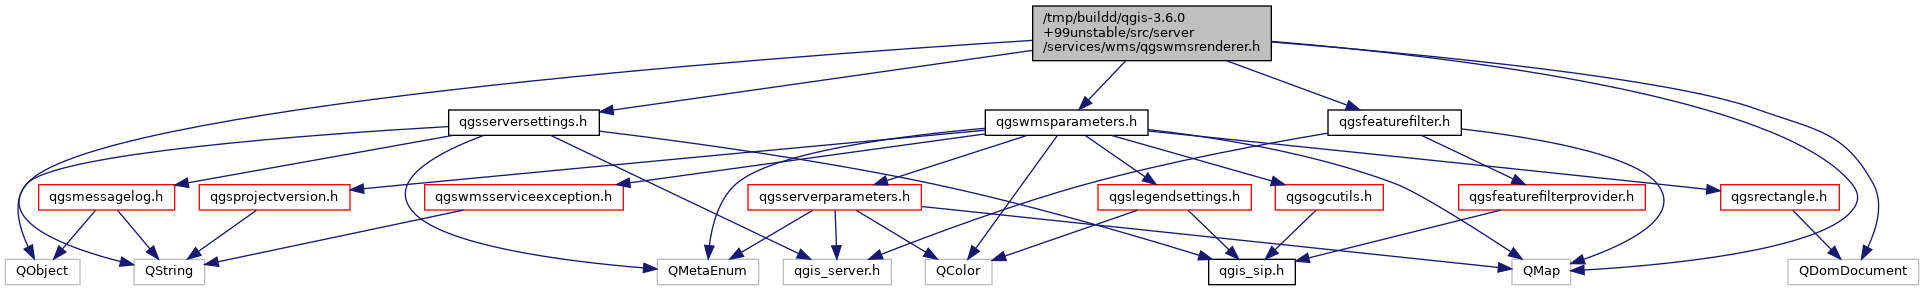 /tmp/buildd/qgis-3.6.0
+99unstable/src/server
/services/wms/qgswmsrenderer.h
qgsserversettings.h
qgswmsparameters.h
qgsfeaturefilter.h
qgsmessagelog.h
qgsprojectversion.h
qgswmsserviceexception.h
qgsserverparameters.h
qgslegendsettings.h
qgsogcutils.h
qgsfeaturefilterprovider.h
qgsrectangle.h
QObject
QString
QMetaEnum
qgis_server.h
QColor
qgis_sip.h
QMap
QDomDocument